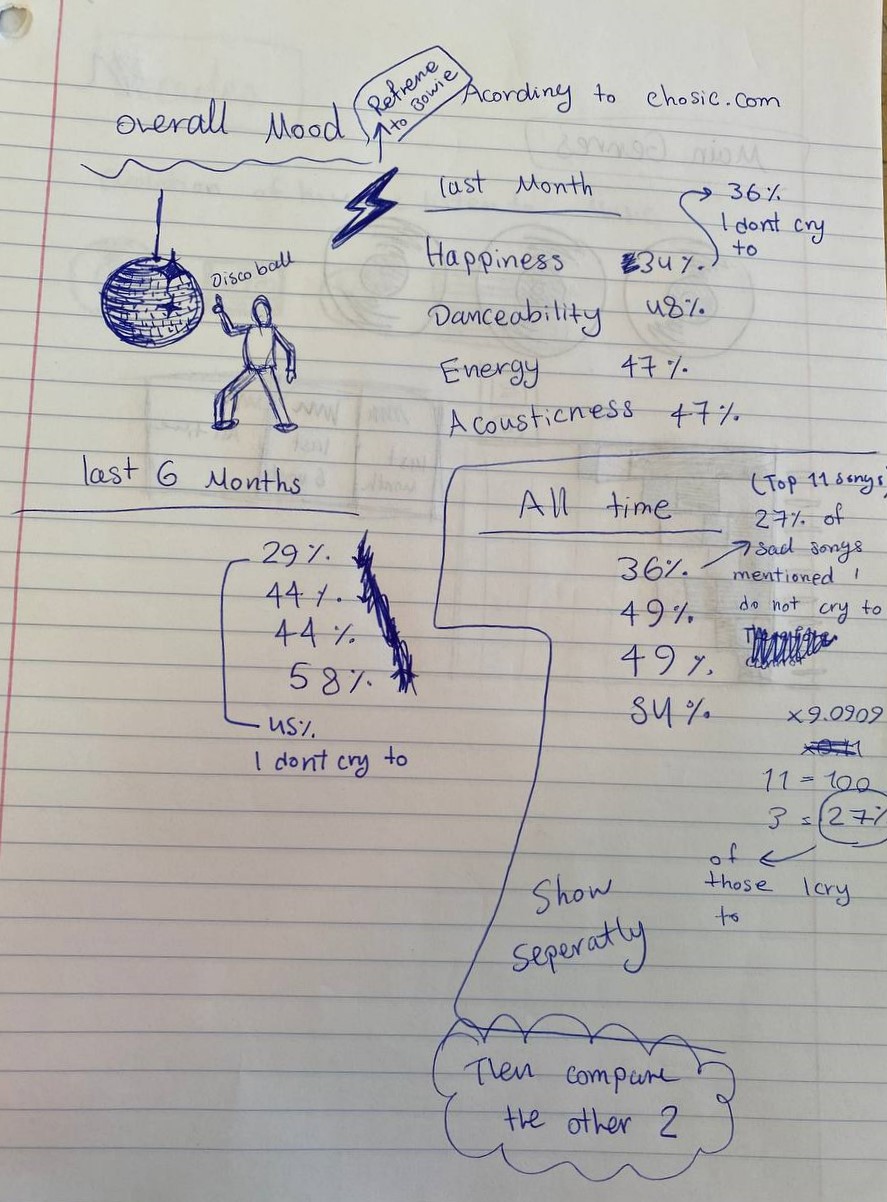 overall Mood
Refrene
to Bowie
Acording to chosic.com
last Month
Happiness 34%.
36%
I dont cry
to
Danceability 48%.
Energy 47%.
Acousticness 47%.
Disco ball
last 6 Months
29%.
44%.
44%.
58%.
45%.
I dont cry to
All time
36%.
49%.
49%.
34%.
(Top 11 songs)
27% of
sad songs
mentioned I
do not cry to
x9.0909
11 = 100
3 = 27%
of
those I cry
to
Show
seperatly
Then compare
the other 2